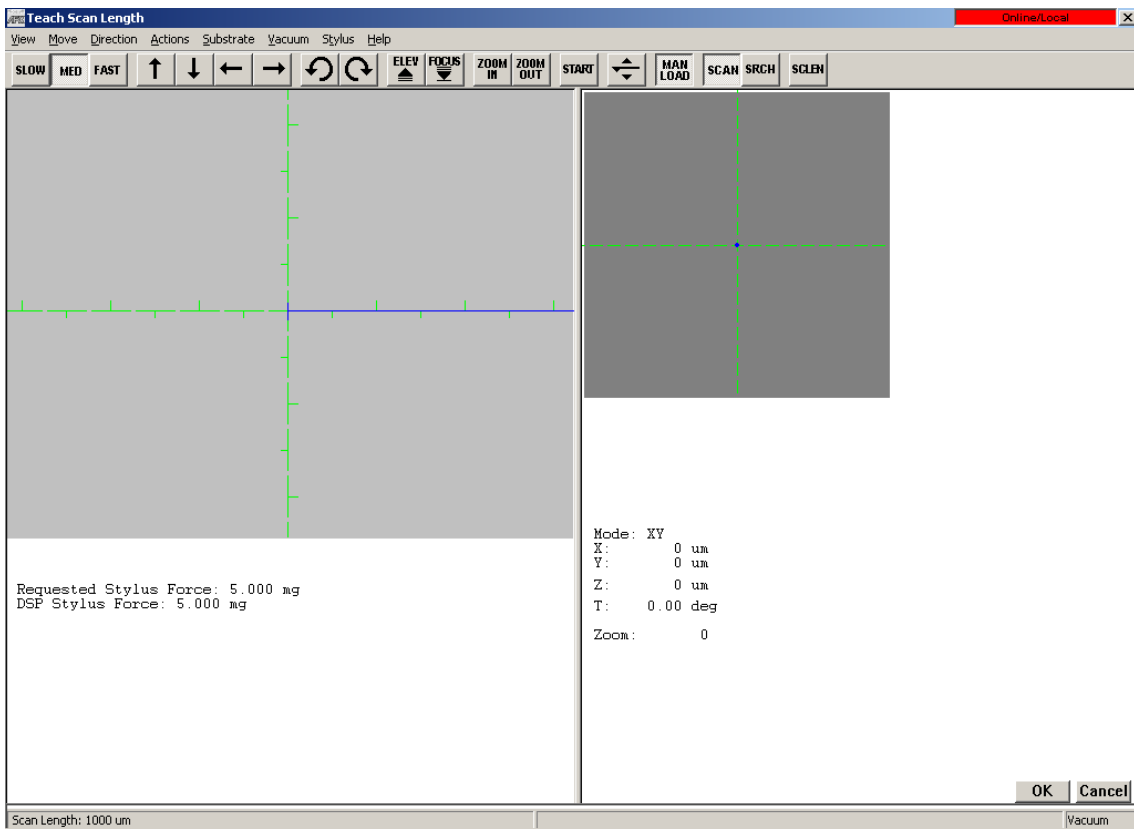 Teach Scan Length
Online/Local
View Move Direction Actions Substrate Vacuum Stylus Help
SLOW MED FAST ELEV FOCUS ZOOM IN ZOOM OUT START MAN LOAD SCAN SRCH SCLEN
Requested Stylus Force: 5.000 mg
DSP Stylus Force: 5.000 mg
Mode: XY
X: 0 um
Y: 0 um
Z: 0 um
T: 0.00 deg
Zoom: 0
OK Cancel
Scan Length: 1000 um
Vacuum